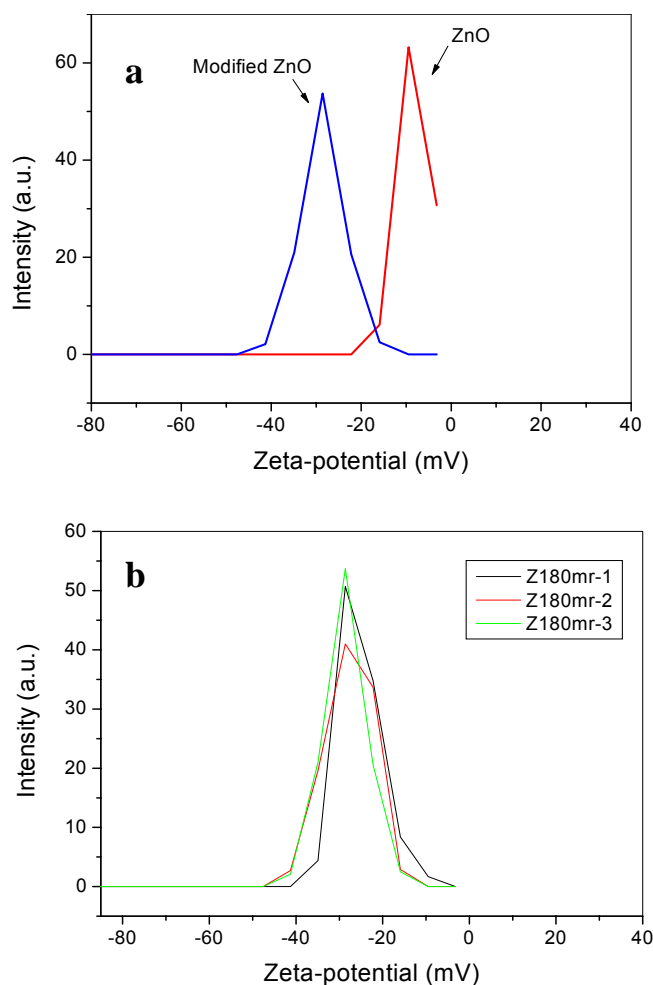 a
Modified ZnO
ZnO
60
40
20
0
Intensity (a.u.)
-80
-60
-40
-20
0
20
40
Zeta-potential (mV)
b
Z180mr-1
Z180mr-2
Z180mr-3
60
50
40
30
20
10
0
Intensity (a.u.)
-80
-60
-40
-20
0
20
40
Zeta-potential (mV)